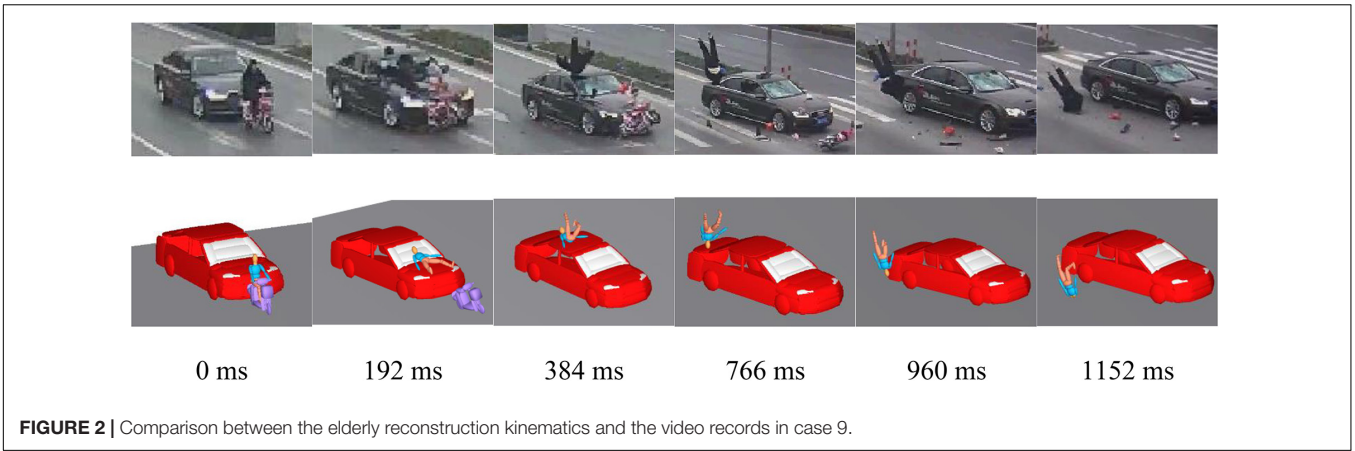 0 ms 192 ms 384 ms 766 ms 960 ms 1152 ms
FIGURE 2 | Comparison between the elderly reconstruction kinematics and the video records in case 9.